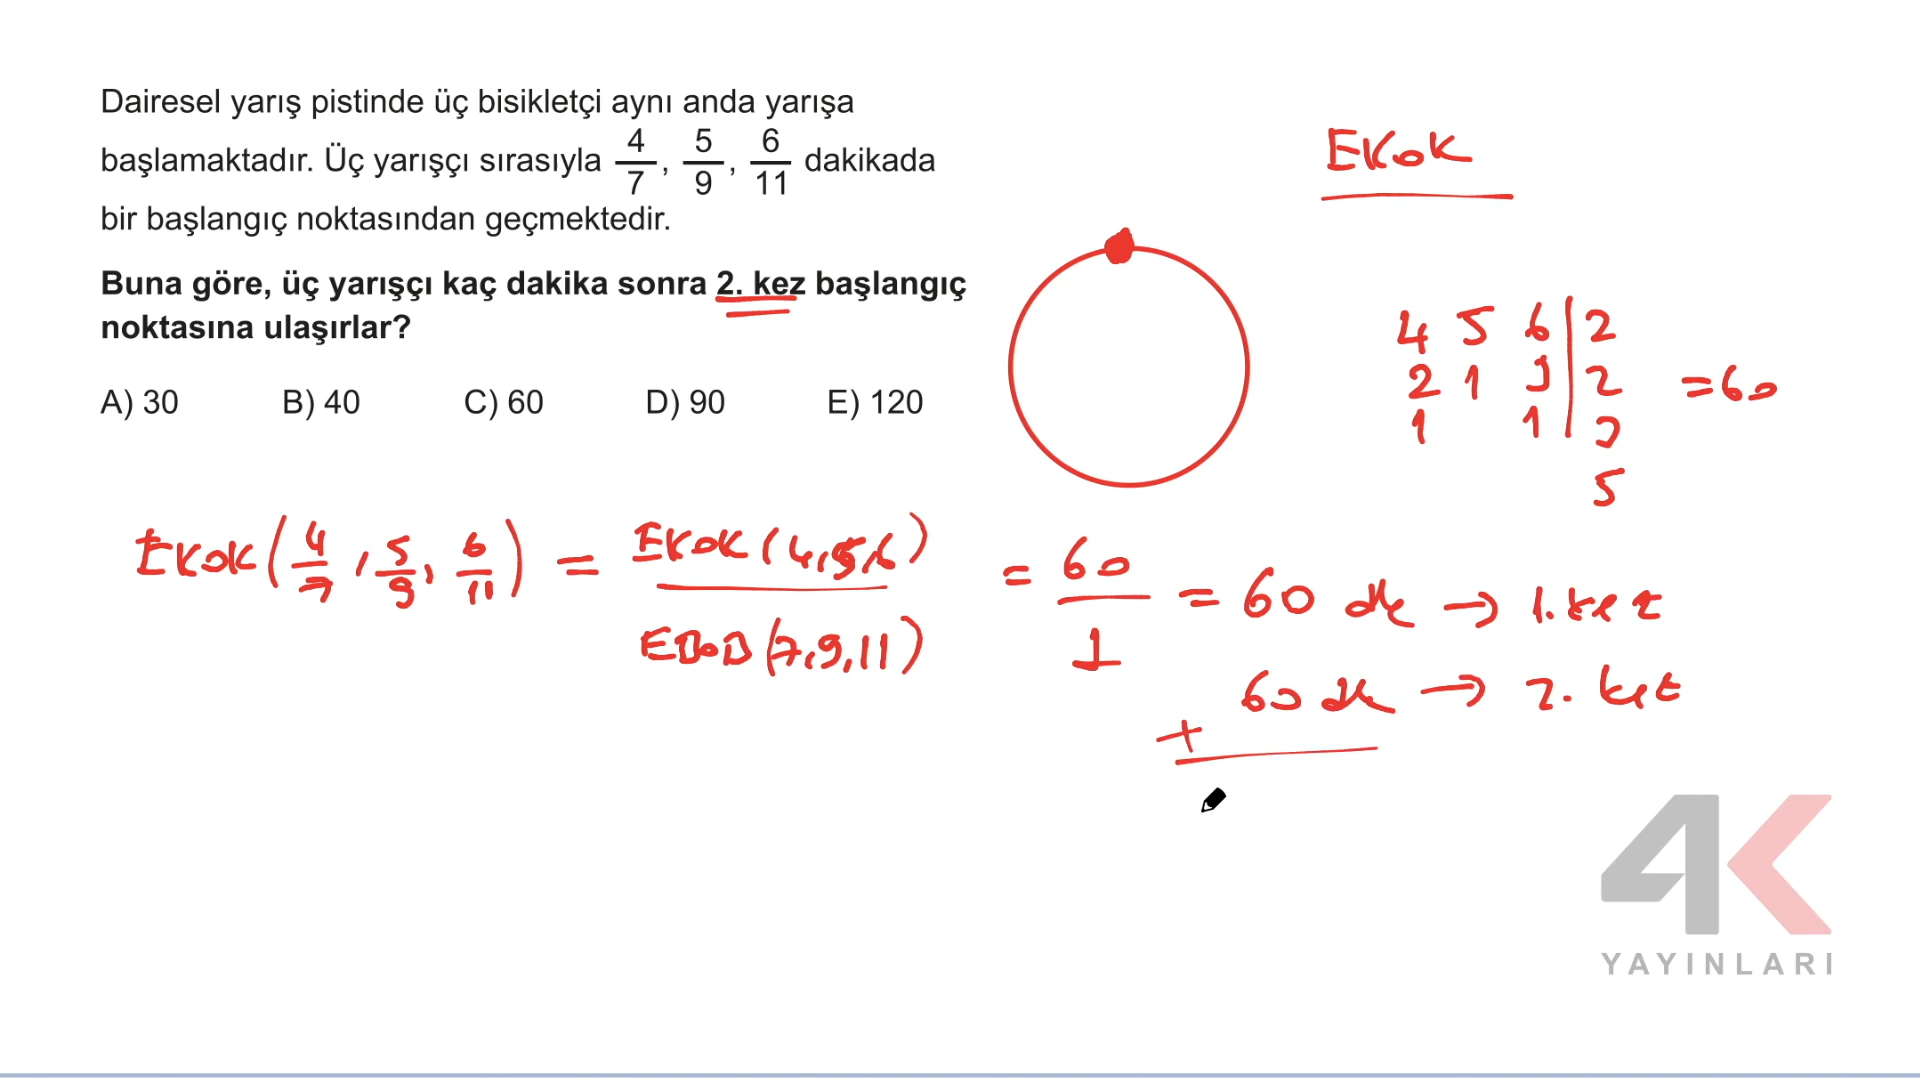 Dairesel yarış pistinde üç bisikletçi aynı anda yarışa
başlamaktadır. Üç yarışçı sırasıyla 4/7, 5/9, 6/11 dakikada
bir başlangıç noktasından geçmektedir.
Buna göre, üç yarışçı kaç dakika sonra 2. kez başlangıç
noktasına ulaşırlar?
A) 30 B) 40 C) 60 D) 90 E) 120
EKOK
4 5 6 | 2
2 1 3 | 2 = 60
1 1 | 3
5
EKOK(4/7, 5/9, 6/11) = EKOK(4,5,6) / EBOB(7,9,11) = 60/1 = 60 dk → 1. kez
+ 60 dk → 2. kez
4K
YAYINLARI